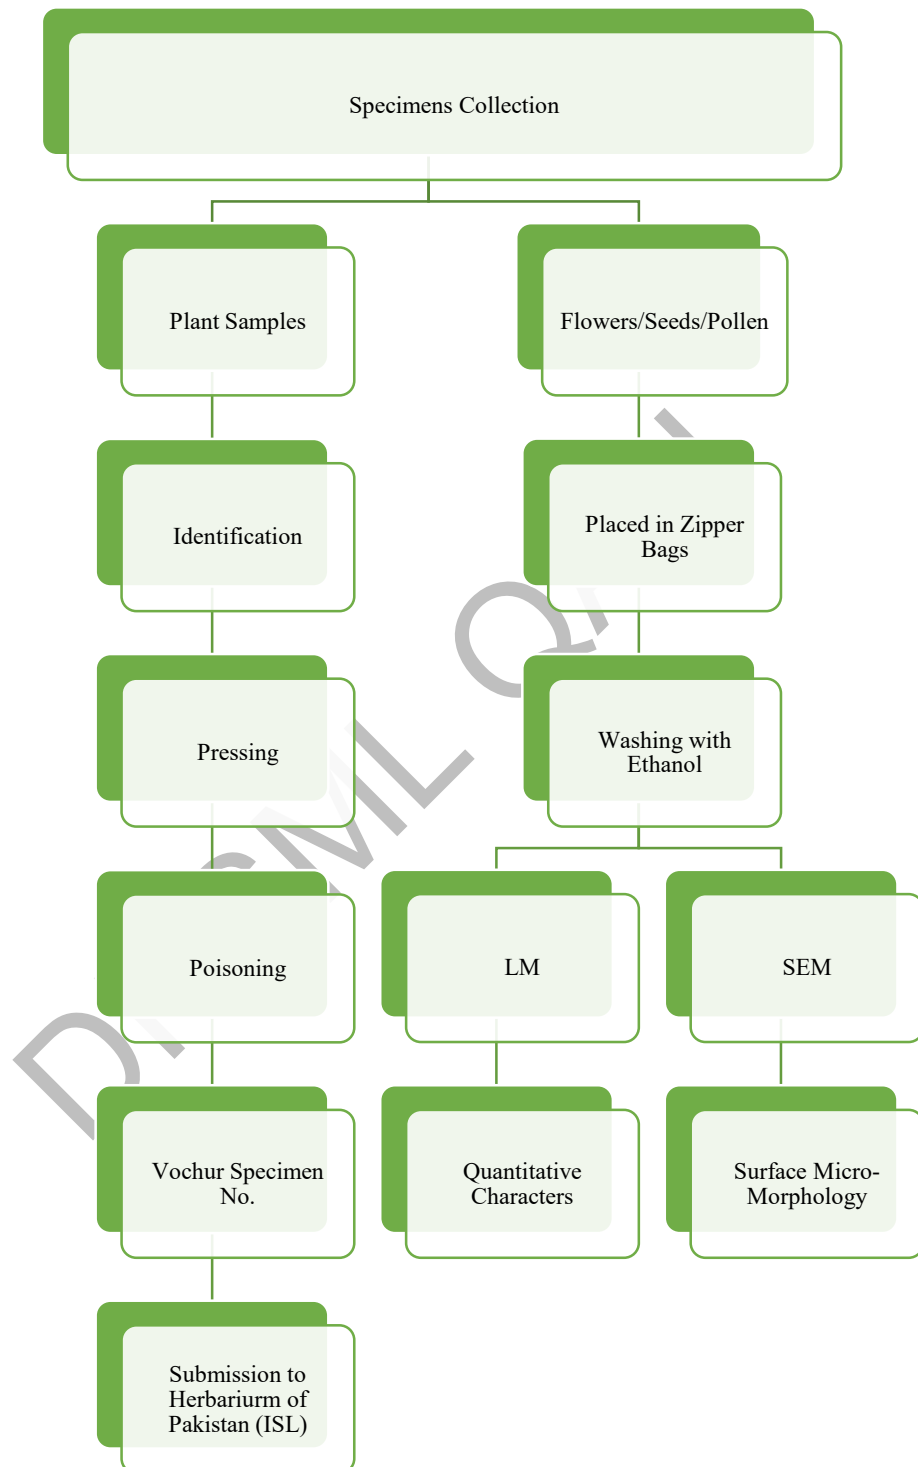 Specimens Collection
Plant Samples
Identification
Pressing
Poisoning
Vochur Specimen
No.
Submission to
Herbariurm of
Pakistan (ISL)
Flowers/Seeds/Pollen
Placed in Zipper
Bags
Washing with
Ethanol
LM
Quantitative
Characters
SEM
Surface Micro-
Morphology